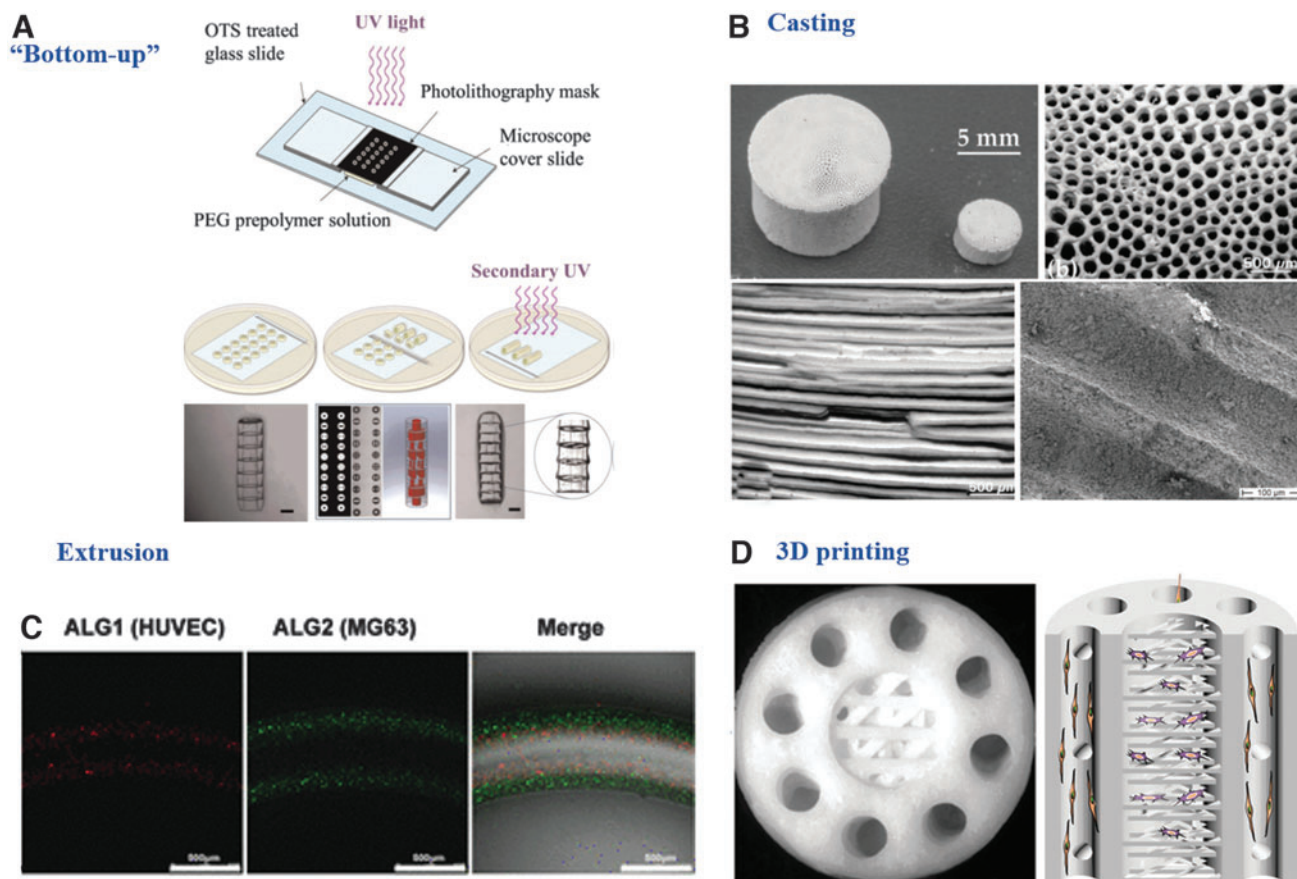 A
“Bottom-up”
OTS treated
glass slide
UV light
Photolithography mask
Microscope
cover slide
PEG prepolymer solution
Secondary UV
B Casting
5 mm
(b)
500 μm
500 μm
100 μm
Extrusion
C
ALG1 (HUVEC)
ALG2 (MG63)
Merge
500μm
500μm
500μm
D 3D printing